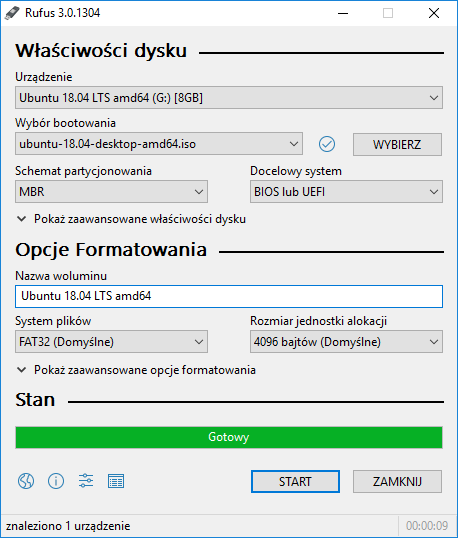 Rufus 3.0.1304
Właściwości dysku
Urządzenie
Ubuntu 18.04 LTS amd64 (G:) [8GB]
Wybór bootowania
ubuntu-18.04-desktop-amd64.iso
WYBIERZ
Schemat partycjonowania
Docelowy system
MBR
BIOS lub UEFI
Pokaż zaawansowane właściwości dysku
Opcje Formatowania
Nazwa woluminu
Ubuntu 18.04 LTS amd64
System plików
Rozmiar jednostki alokacji
FAT32 (Domyślne)
4096 bajtów (Domyślne)
Pokaż zaawansowane opcje formatowania
Stan
Gotowy
START
ZAMKNIJ
znaleziono 1 urządzenie
00:00:09